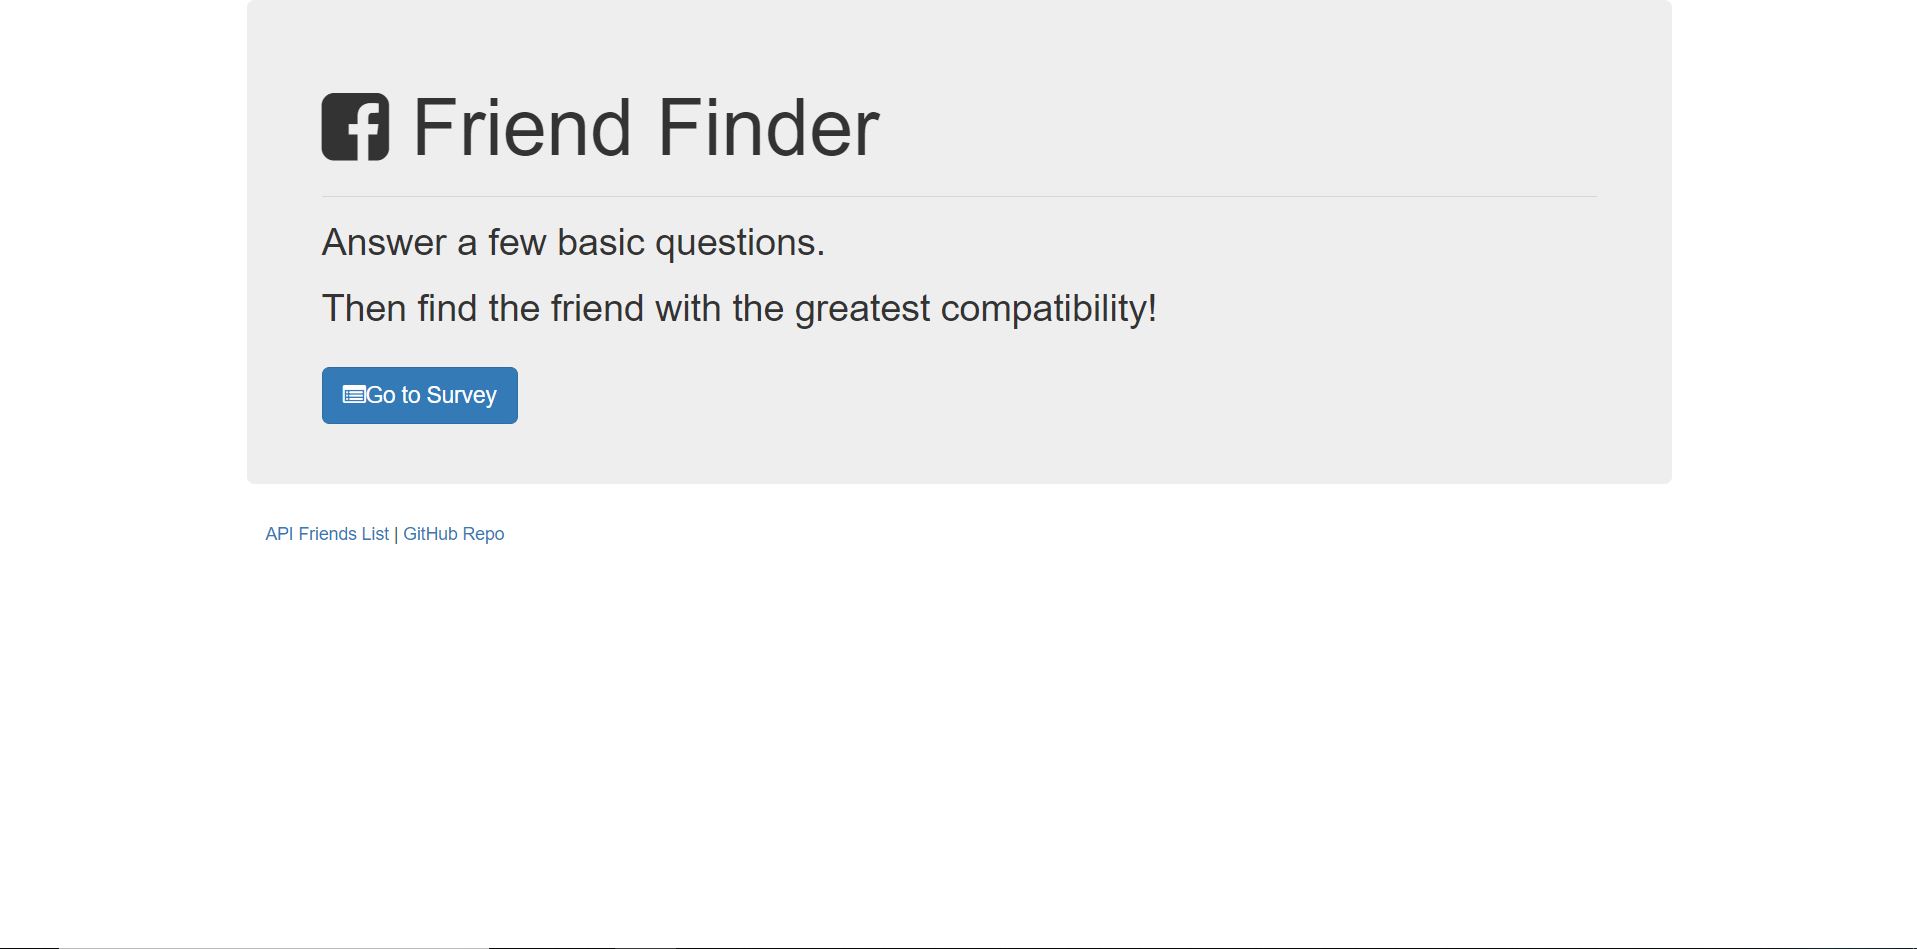 Friend Finder
Answer a few basic questions.
Then find the friend with the greatest compatibility!
Go to Survey
API Friends List | GitHub Repo